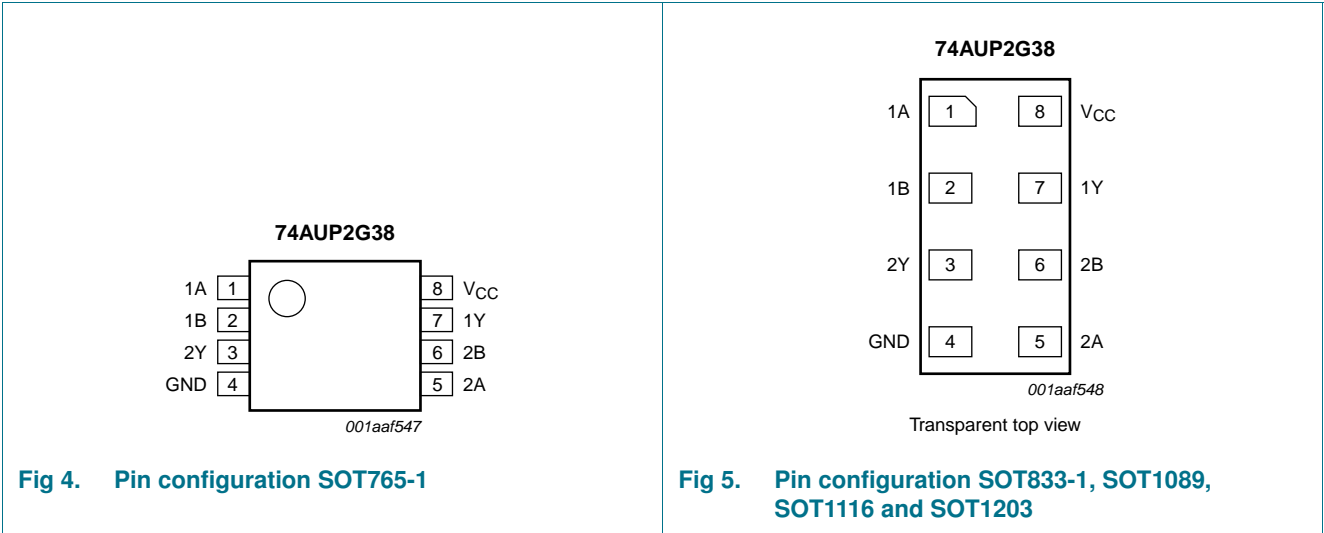 74AUP2G38
1A 1 8 VCC
1B 2 7 1Y
2Y 3 6 2B
GND 4 5 2A
001aaf547
Fig 4. Pin configuration SOT765-1
74AUP2G38
1A 1 8 VCC
1B 2 7 1Y
2Y 3 6 2B
GND 4 5 2A
001aaf548
Transparent top view
Fig 5. Pin configuration SOT833-1, SOT1089,
SOT1116 and SOT1203